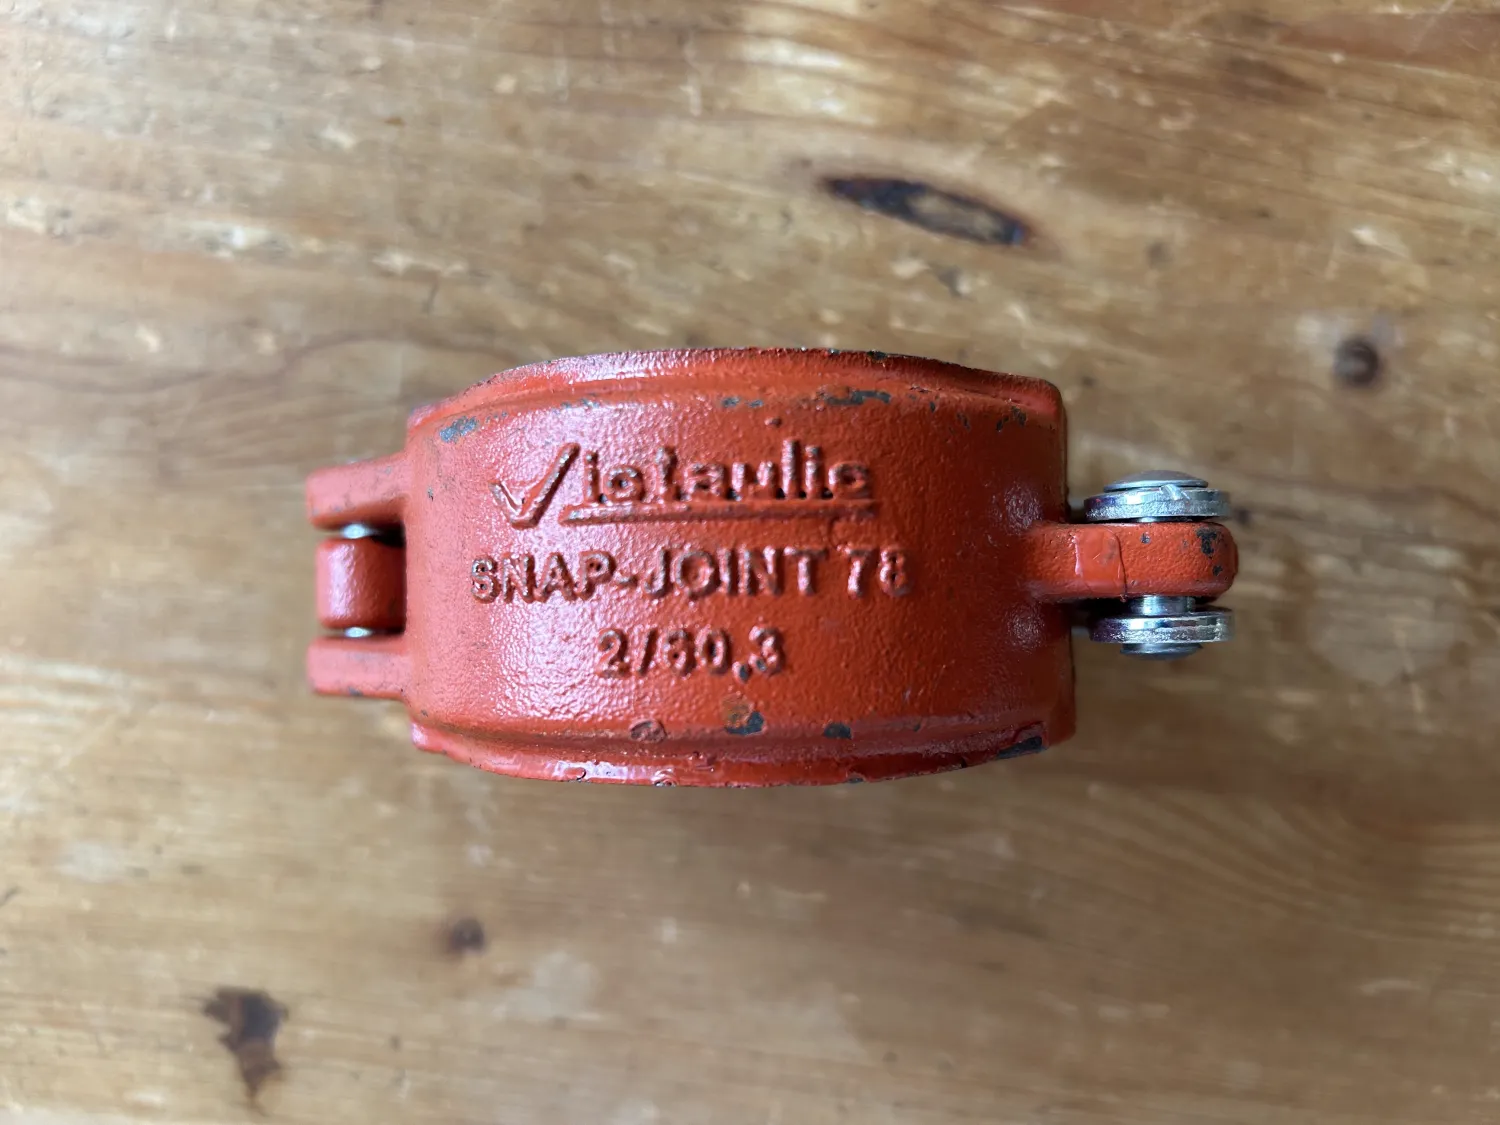 Victaulic
SNAP-JOINT 78
2/60,3